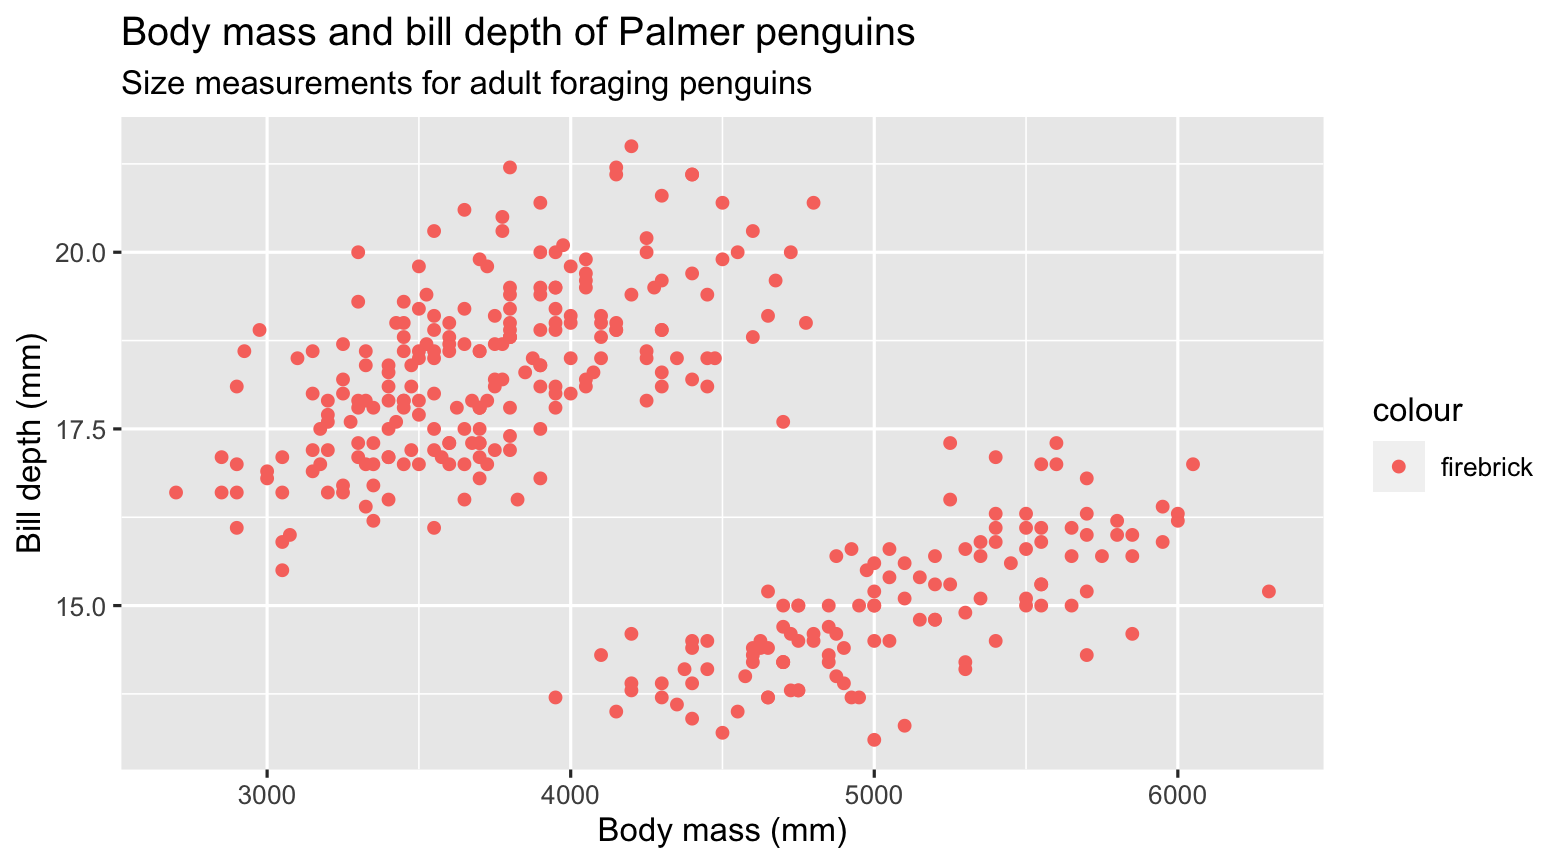 Body mass and bill depth of Palmer penguins
Size measurements for adult foraging penguins
20.0
17.5
15.0
Bill depth (mm)
3000 4000 5000 6000
Body mass (mm)
colour
firebrick